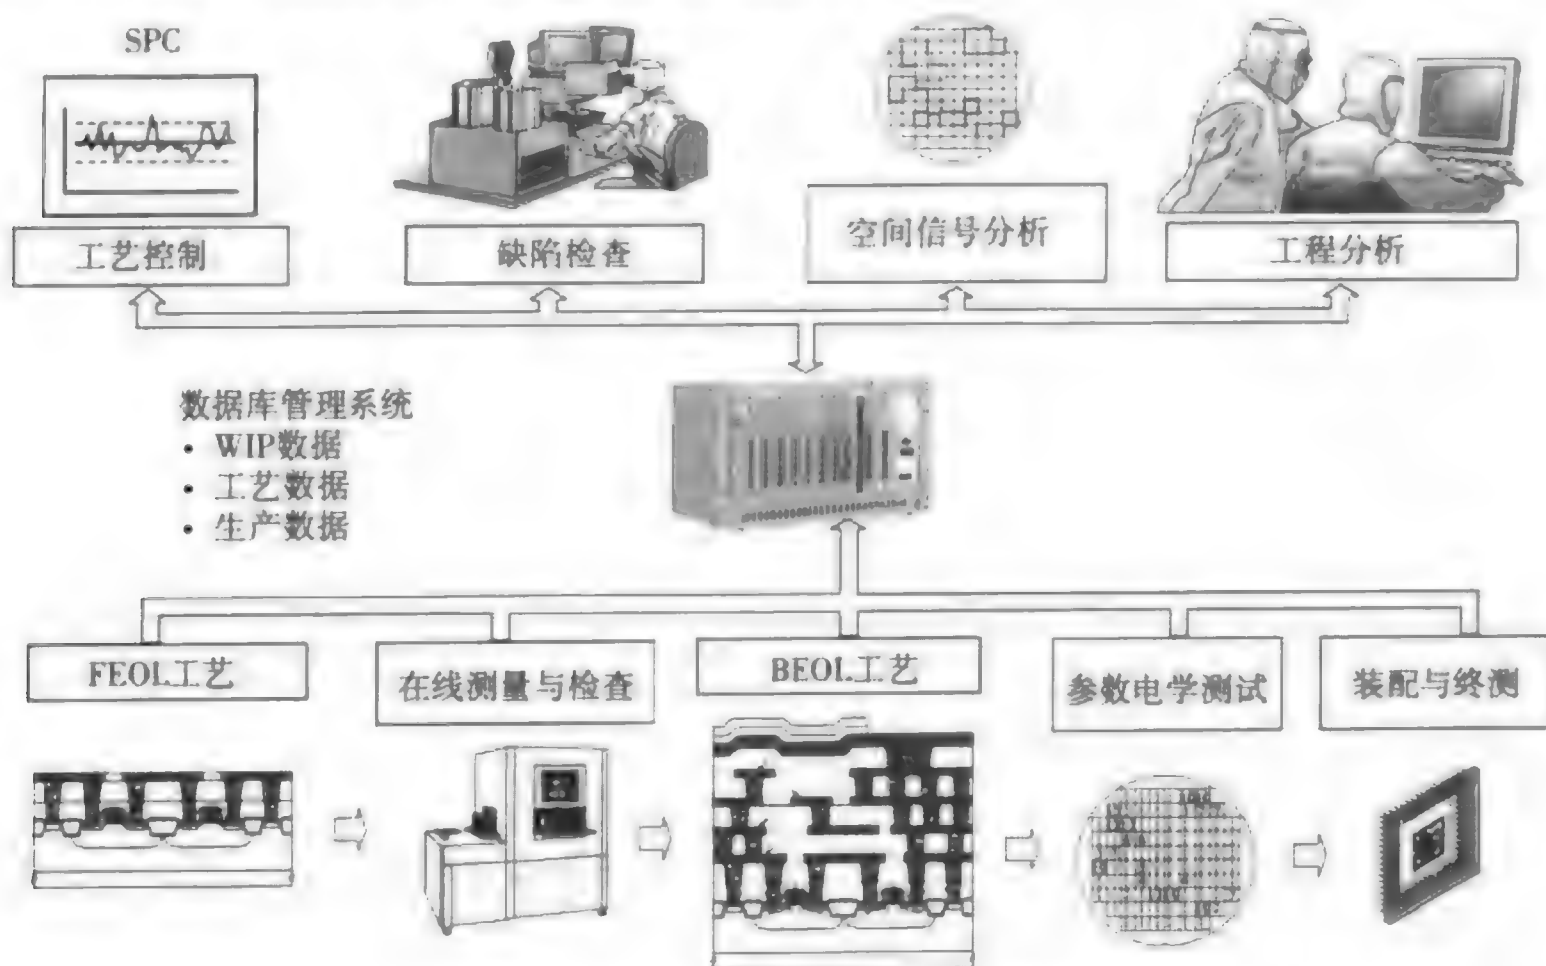 SPC
工艺控制
缺陷检查
空间信号分析
工程分析
数据库管理系统
• WIP数据
• 工艺数据
• 生产数据
FEOL工艺
在线测量与检查
BEOL工艺
参数电学测试
装配与终测